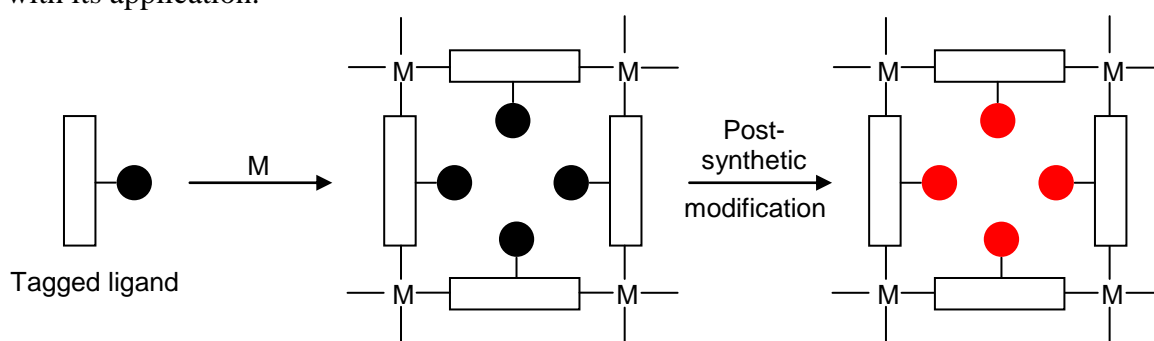 with its application.
M M M M
Post-
synthetic
M
modification
Tagged ligand
M M M M